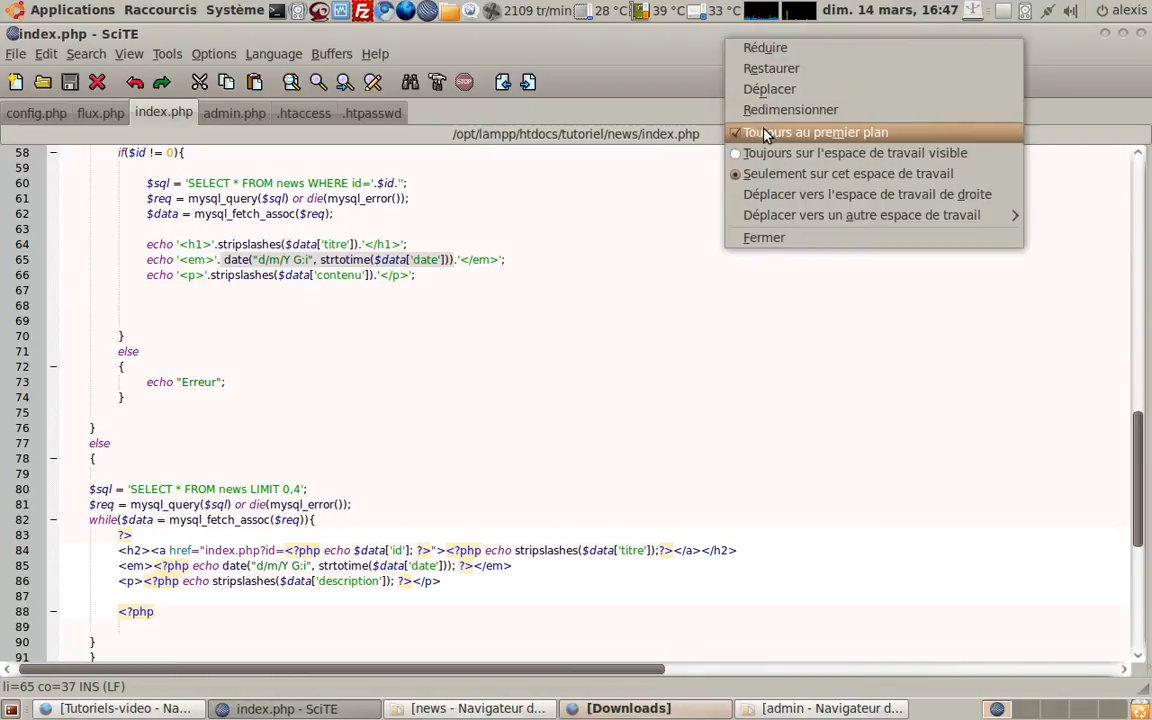 Applications Raccourcis Système 2109 tr/min 28 °C 39 °C 33 °C dim. 14 mars, 16:47 alexis
index.php - SciTE
File Edit Search View Tools Options Language Buffers Help
config.php flux.php index.php admin.php .htaccess .htpasswd
/opt/lampp/htdocs/tutoriel/news/index.php
Réduire
Restaurer
Déplacer
Redimensionner
Toujours au premier plan
Toujours sur l'espace de travail visible
Seulement sur cet espace de travail
Déplacer vers l'espace de travail de droite
Déplacer vers un autre espace de travail
Fermer
58 if($id != 0){
59
60 $sql = 'SELECT * FROM news WHERE id='.$id.'';
61 $req = mysql_query($sql) or die(mysql_error());
62 $data = mysql_fetch_assoc($req);
63
64 echo '<h1>'.stripslashes($data['titre']).'</h1>';
65 echo '<em>'. date("d/m/Y G:i", strtotime($data['date'])).'</em>';
66 echo '<p>'.stripslashes($data['contenu']).'</p>';
67
68
69
70 }
71 else
72 {
73 echo "Erreur";
74 }
75
76 }
77 else
78 {
79
80 $sql = 'SELECT * FROM news LIMIT 0,4';
81 $req = mysql_query($sql) or die(mysql_error());
82 while($data = mysql_fetch_assoc($req)){
83 ?>
84 <h2><a href="index.php?id=<?php echo $data['id']; ?>"><?php echo stripslashes($data['titre']);?></a></h2>
85 <em><?php echo date("d/m/Y G:i", strtotime($data['date'])); ?></em>
86 <p><?php echo stripslashes($data['description']); ?></p>
87
88 <?php
89
90 }
91 }
li=65 co=37 INS (LF)
[Tutoriels-video - Na... index.php - SciTE [news - Navigateur d... [Downloads] [admin - Navigateur d...